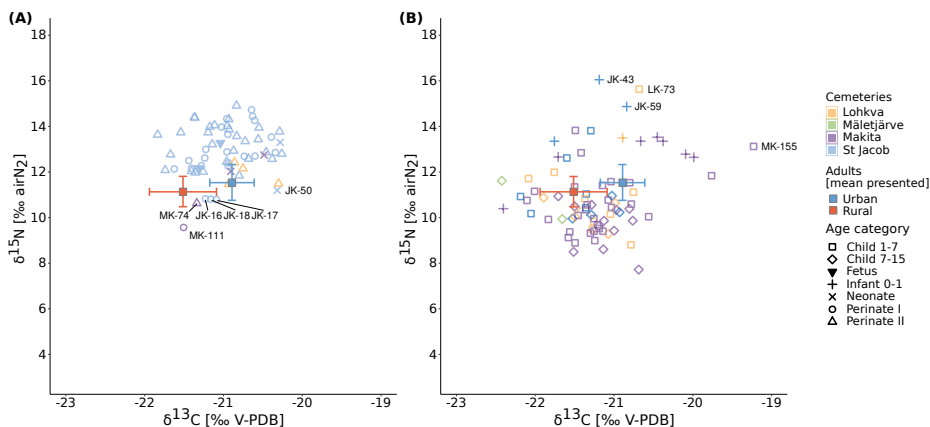 (A)
δ15N [‰ airN2]
16
14
12
10
8
6
4
-23
-22
-21
-20
-19
δ13C [‰ V-PDB]
JK-50
MK-74
JK-16
JK-18
JK-17
MK-111
(B)
δ15N [‰ airN2]
16
14
12
10
8
6
4
-23
-22
-21
-20
-19
δ13C [‰ V-PDB]
JK-43
LK-73
JK-59
MK-155
Cemeteries
Lohkva
Mäletjärve
Makita
St Jacob
Adults
[mean presented]
Urban
Rural
Age category
Child 1-7
Child 7-15
Fetus
Infant 0-1
Neonate
Perinate I
Perinate II